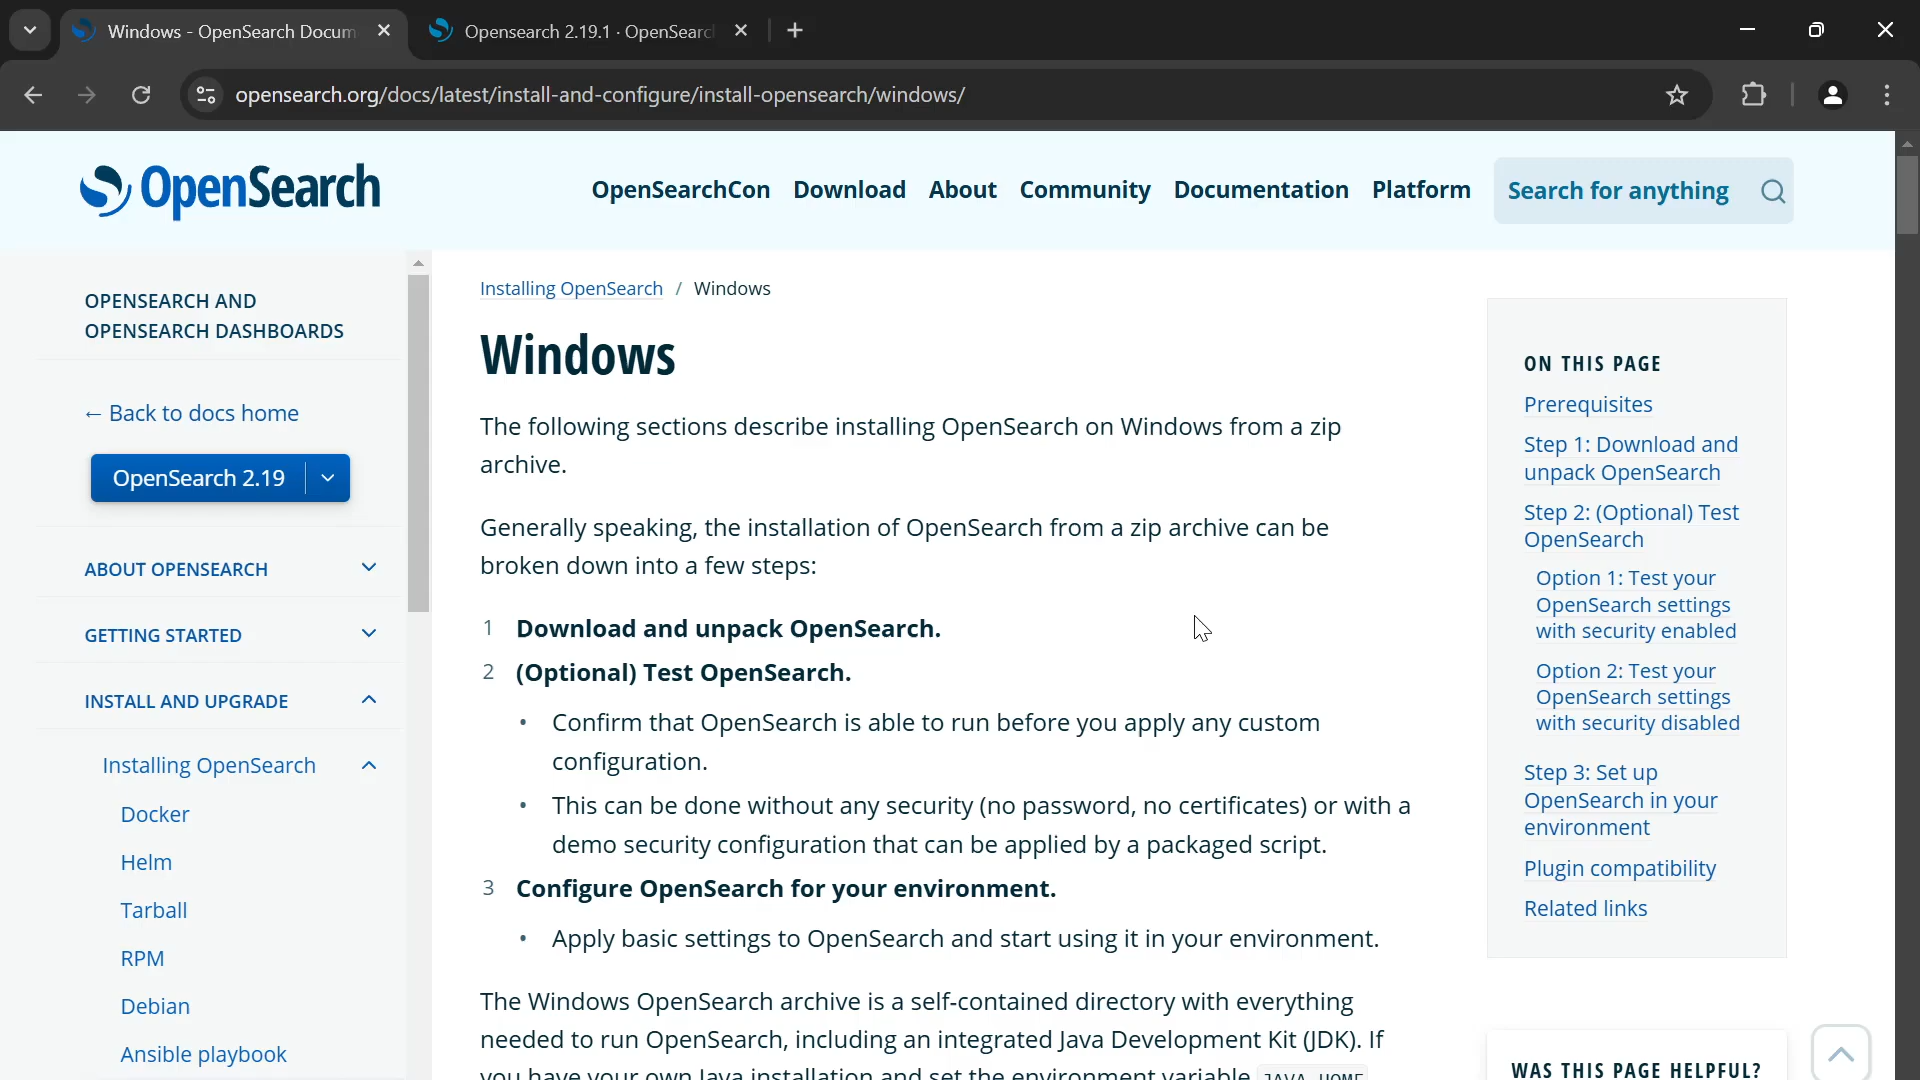 Windows - OpenSearch Docum
Opensearch 2.19.1 · OpenSearc
opensearch.org/docs/latest/install-and-configure/install-opensearch/windows/
OpenSearch
OpenSearchCon Download About Community Documentation Platform
Search for anything
OPENSEARCH AND
OPENSEARCH DASHBOARDS
← Back to docs home
OpenSearch 2.19
ABOUT OPENSEARCH
GETTING STARTED
INSTALL AND UPGRADE
Installing OpenSearch
Docker
Helm
Tarball
RPM
Debian
Ansible playbook
Installing OpenSearch / Windows
Windows
The following sections describe installing OpenSearch on Windows from a zip
archive.
Generally speaking, the installation of OpenSearch from a zip archive can be
broken down into a few steps:
1 Download and unpack OpenSearch.
2 (Optional) Test OpenSearch.
• Confirm that OpenSearch is able to run before you apply any custom
configuration.
• This can be done without any security (no password, no certificates) or with a
demo security configuration that can be applied by a packaged script.
3 Configure OpenSearch for your environment.
• Apply basic settings to OpenSearch and start using it in your environment.
The Windows OpenSearch archive is a self-contained directory with everything
needed to run OpenSearch, including an integrated Java Development Kit (JDK). If
you have your own Java installation and set the environment variable JAVA_HOME
ON THIS PAGE
Prerequisites
Step 1: Download and
unpack OpenSearch
Step 2: (Optional) Test
OpenSearch
Option 1: Test your
OpenSearch settings
with security enabled
Option 2: Test your
OpenSearch settings
with security disabled
Step 3: Set up
OpenSearch in your
environment
Plugin compatibility
Related links
WAS THIS PAGE HELPFUL?